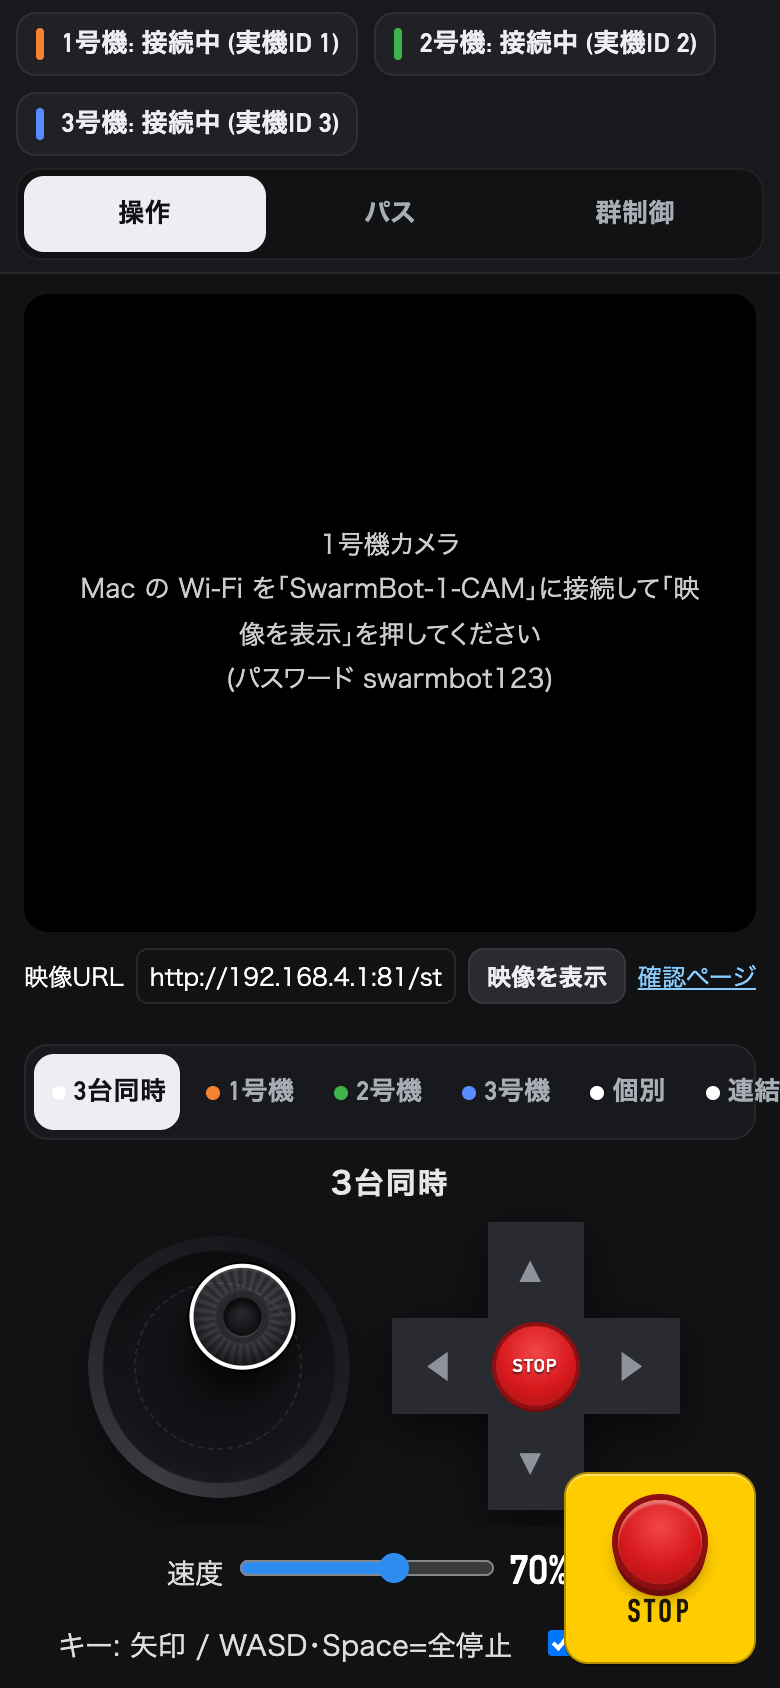 1号機: 接続中 (実機ID 1)
2号機: 接続中 (実機ID 2)
3号機: 接続中 (実機ID 3)
操作
パス
群制御
1号機カメラ
Mac の Wi-Fi を「SwarmBot-1-CAM」に接続して「映
像を表示」を押してください
(パスワード swarmbot123)
映像URL
http://192.168.4.1:81/st
映像を表示
確認ページ
3台同時
1号機
2号機
3号機
個別
連結
3台同時
STOP
速度
70%
STOP
キー: 矢印 / WASD・Space=全停止